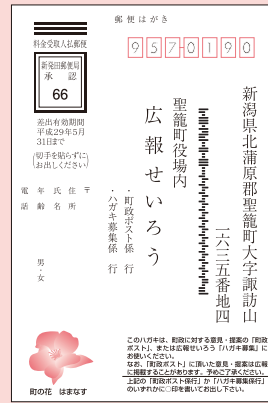 郵便はがき
957-0190
料金受取人払郵便
新発田郵便局
承認
66
差出有効期間
平成29年5月
31日まで
(切手を貼らずに
お出しください)
新潟県北蒲原郡聖籠町大字諏訪山
一六三五番地四
聖籠町役場内
広報せいろう
・町政ポスト係 行
・ハガキ募集係 行
〒
住所
氏名
年齢
男・女
電話
町の花 はまなす
このハガキは、町政に対する意見・提案の「町政
ポスト」、または広報せいろう「ハガキ募集」に
お使いください。
なお、「町政ポスト」に頂いた意見・提案は広報
に掲載することがあります。予めご了承ください。
上記の「町政ポスト係行」か「ハガキ募集係行」
のいずれかに○印を書いてお出し下さい。